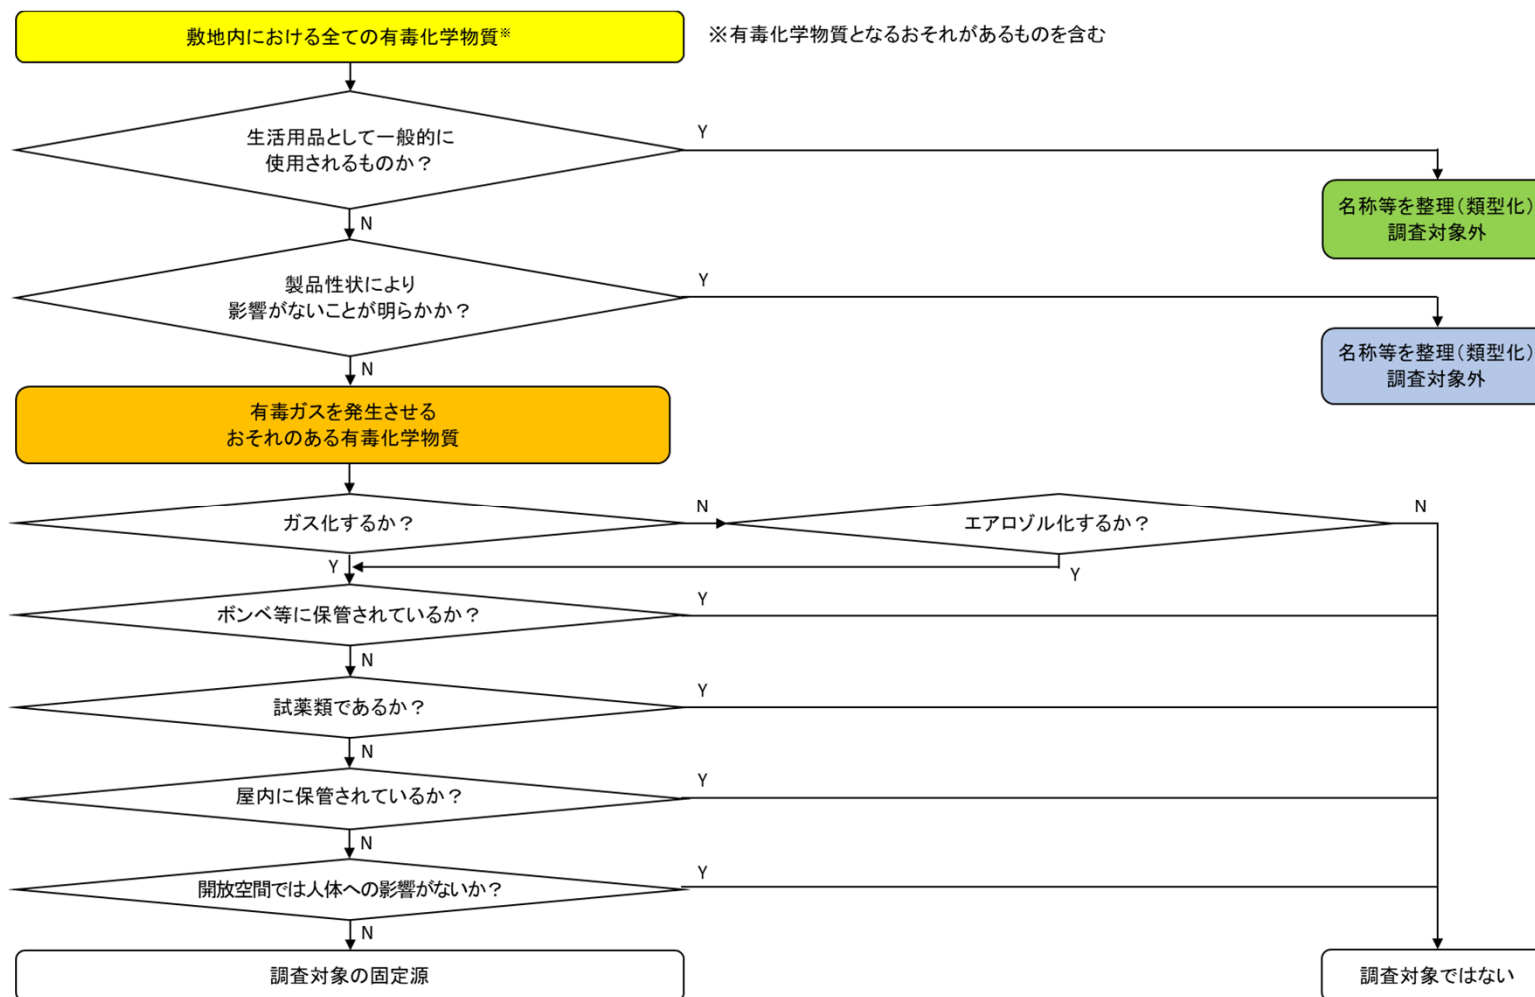 敷地内における全ての有毒化学物質※
※有毒化学物質となるおそれがあるものを含む
生活用品として一般的に
使用されるものか？
Y
N
名称等を整理（類型化）
調査対象外
製品性状により
影響がないことが明らかか？
Y
N
名称等を整理（類型化）
調査対象外
有毒ガスを発生させる
おそれのある有毒化学物質
ガス化するか？
N
エアロゾル化するか？
N
Y
Y
ボンベ等に保管されているか？
Y
N
試薬類であるか？
Y
N
屋内に保管されているか？
Y
N
開放空間では人体への影響がないか？
Y
N
調査対象の固定源
調査対象ではない